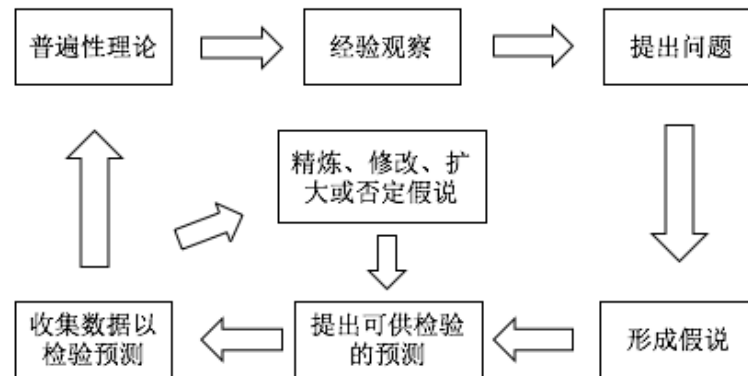 普遍性理论
经验观察
提出问题
精炼、修改、扩
大或否定假说
收集数据以
检验预测
提出可供检验
的预测
形成假说